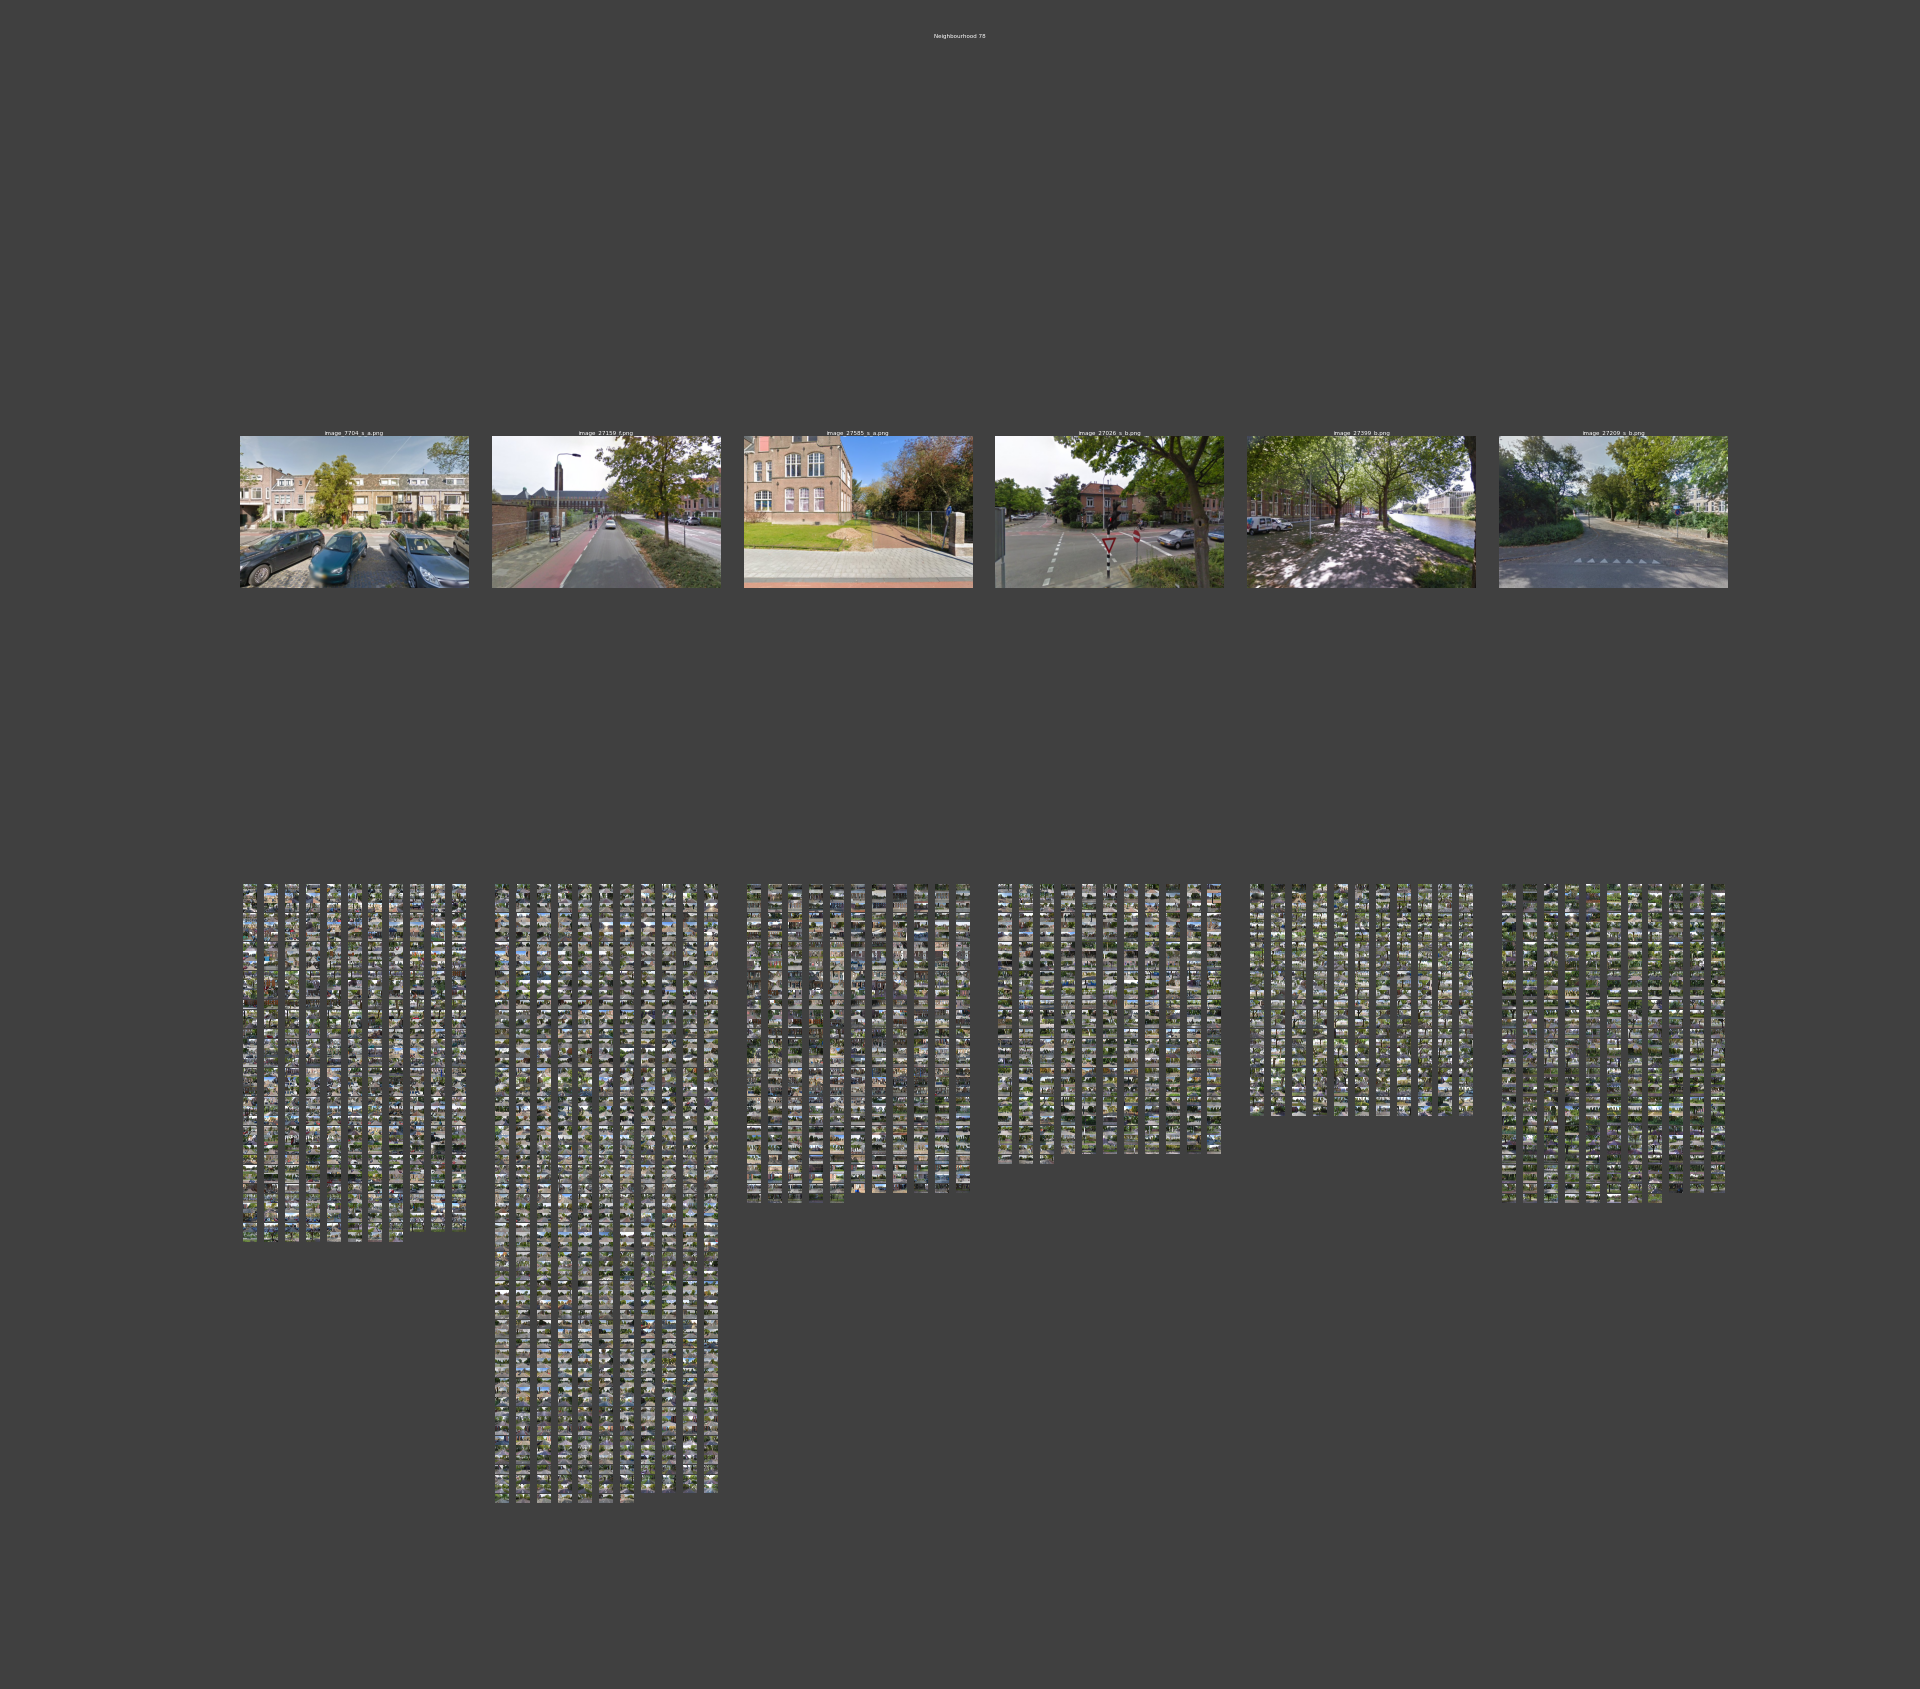 Neighbourhood 78
image_7704_s_a.png
image_27159_f.png
image_27585_s_a.png
image_27026_s_b.png
image_27399_b.png
image_27209_s_b.png